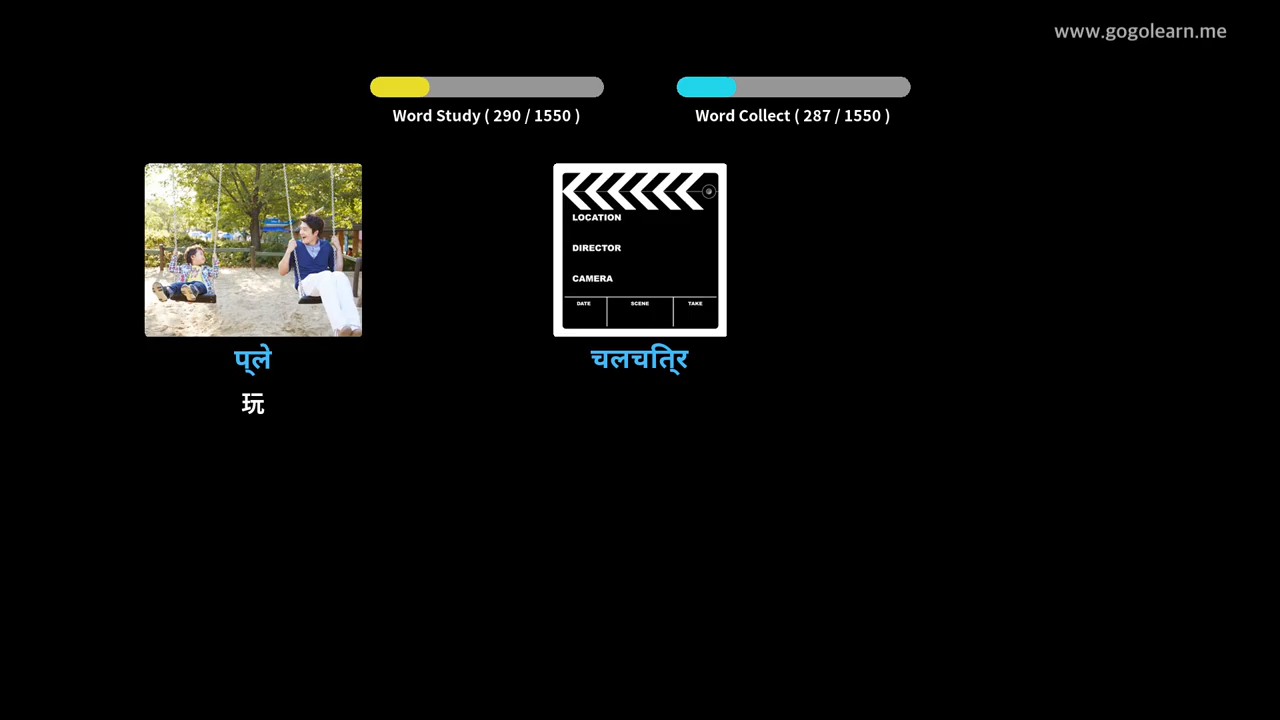 www.gogolearn.me
Word Study ( 290 / 1550 )
Word Collect ( 287 / 1550 )
LOCATION
DIRECTOR
CAMERA
DATE SCENE TAKE
प्ले
चलचित्र
玩